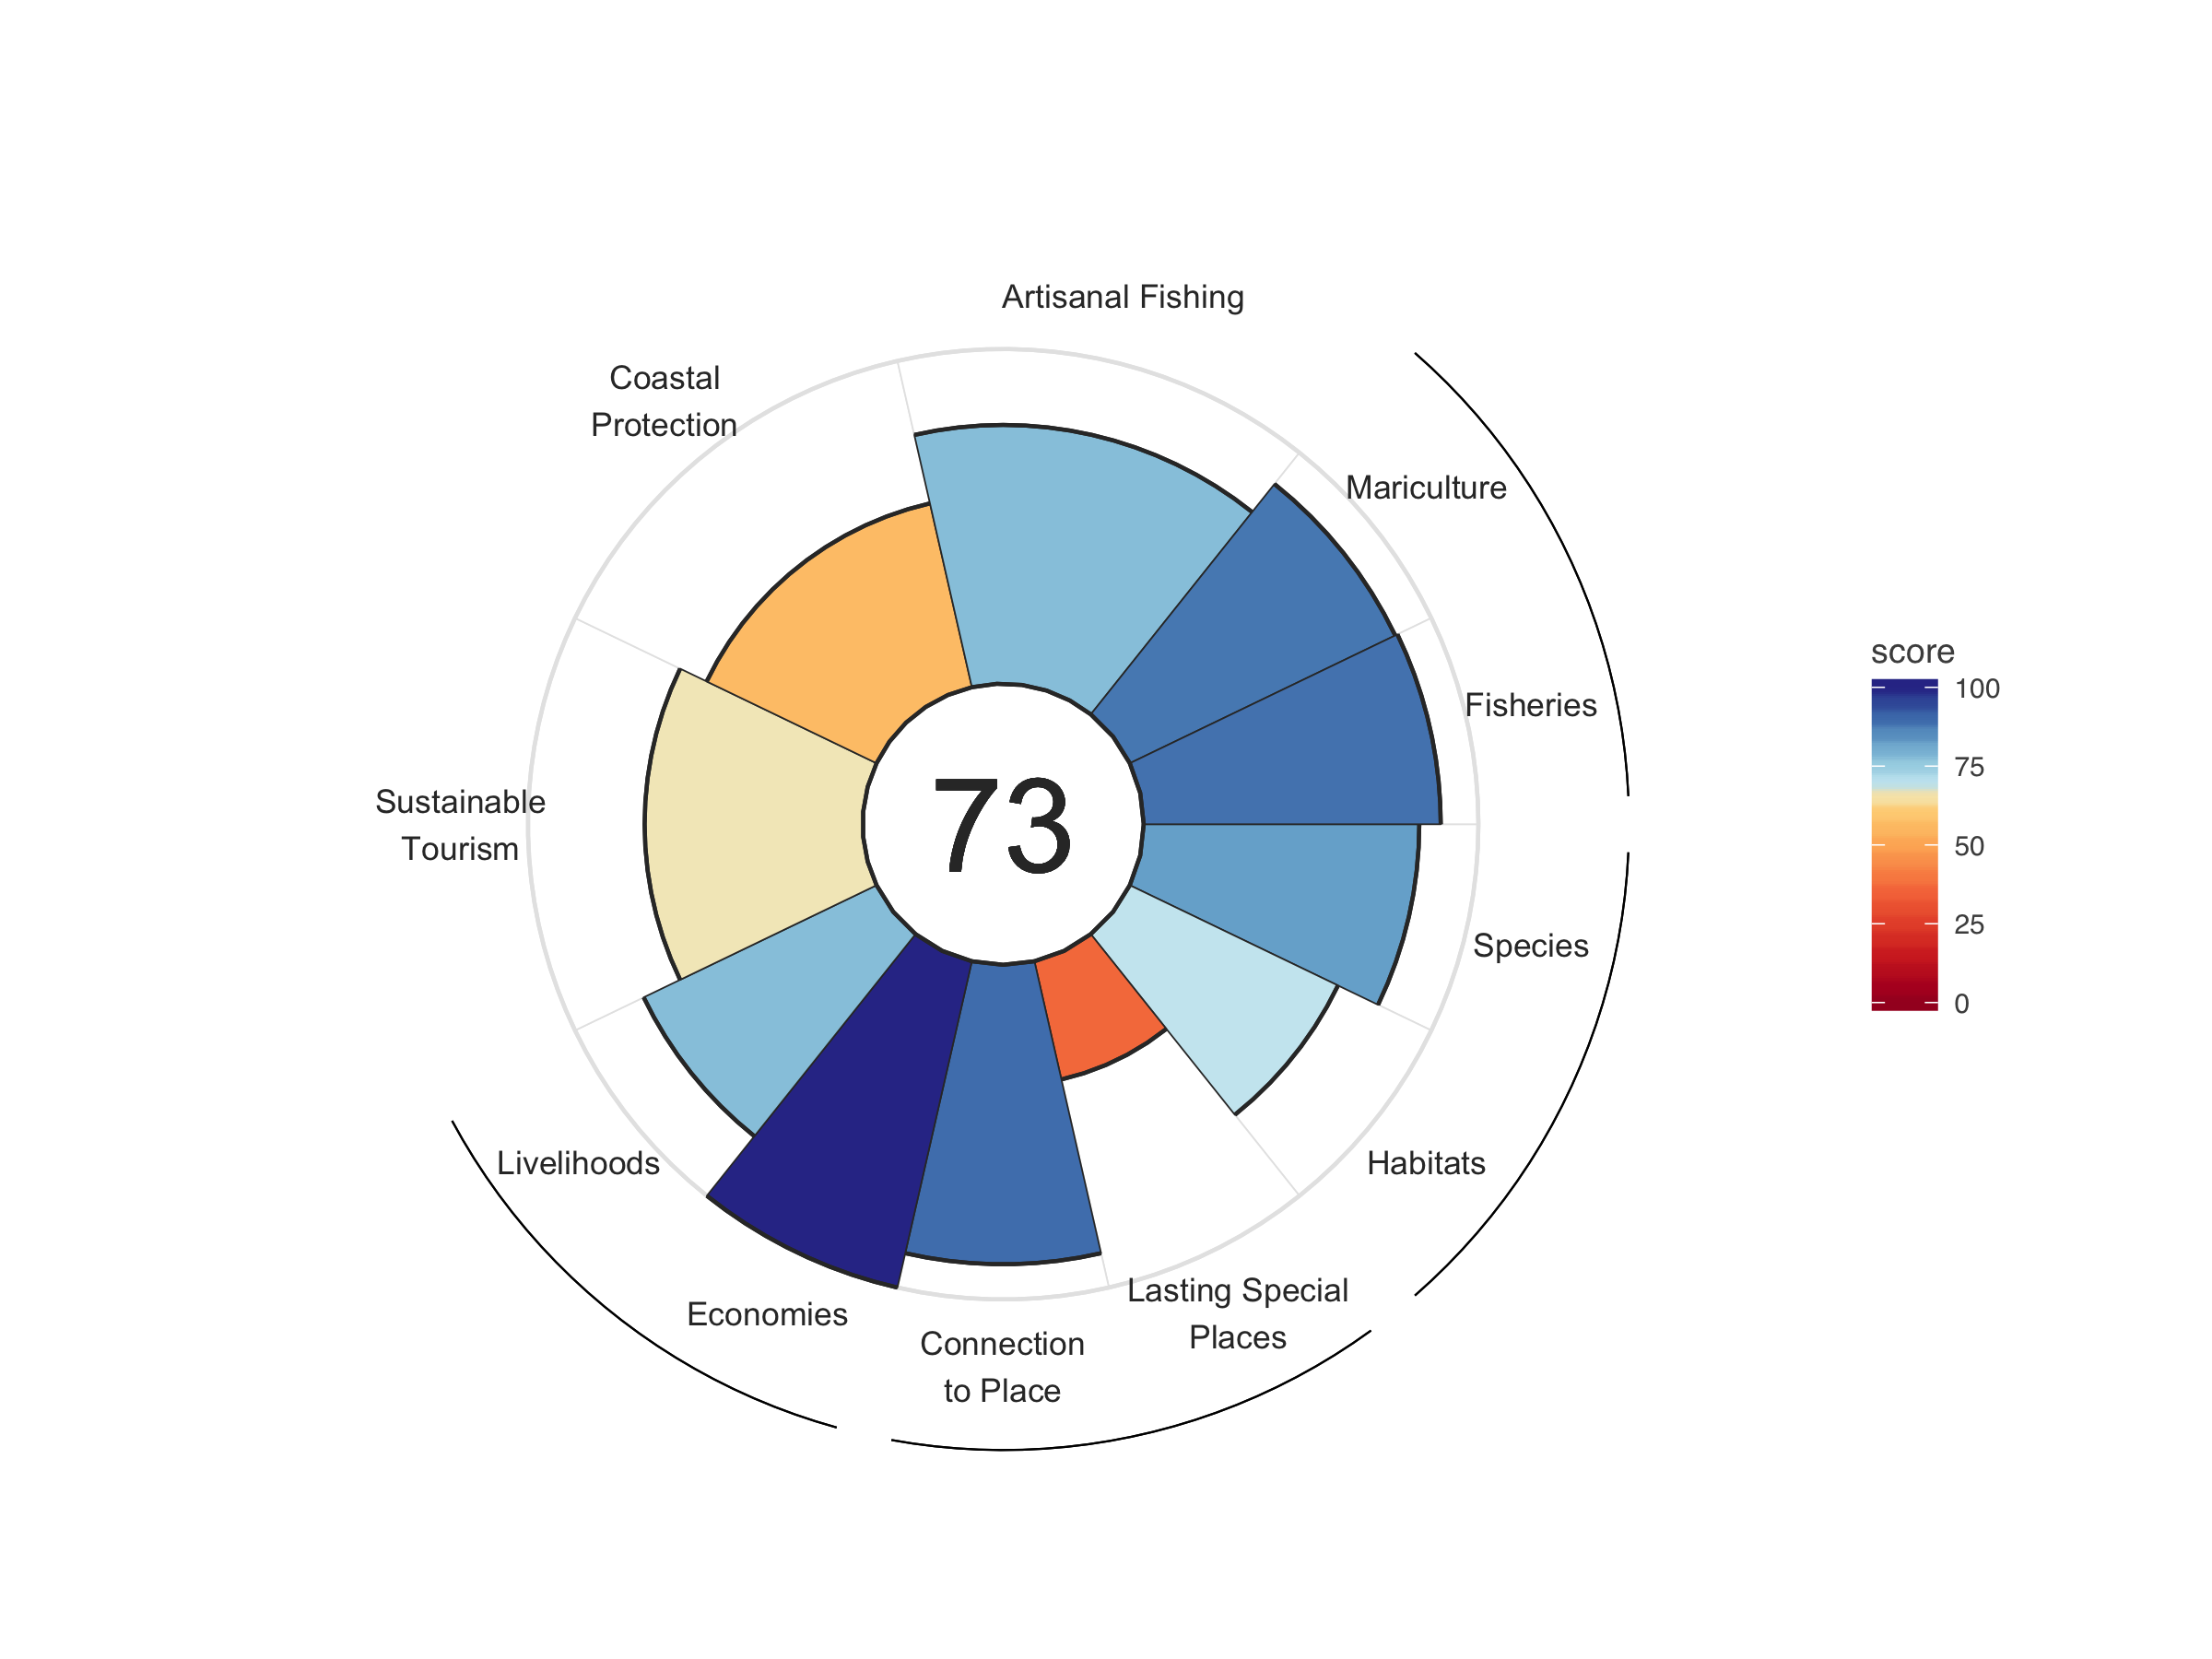 Artisanal Fishing
Coastal
Protection
Mariculture
Fisheries
Sustainable
Tourism
73
Species
Livelihoods
Habitats
Economies
Lasting Special
Places
Connection
to Place
score
100
75
50
25
0